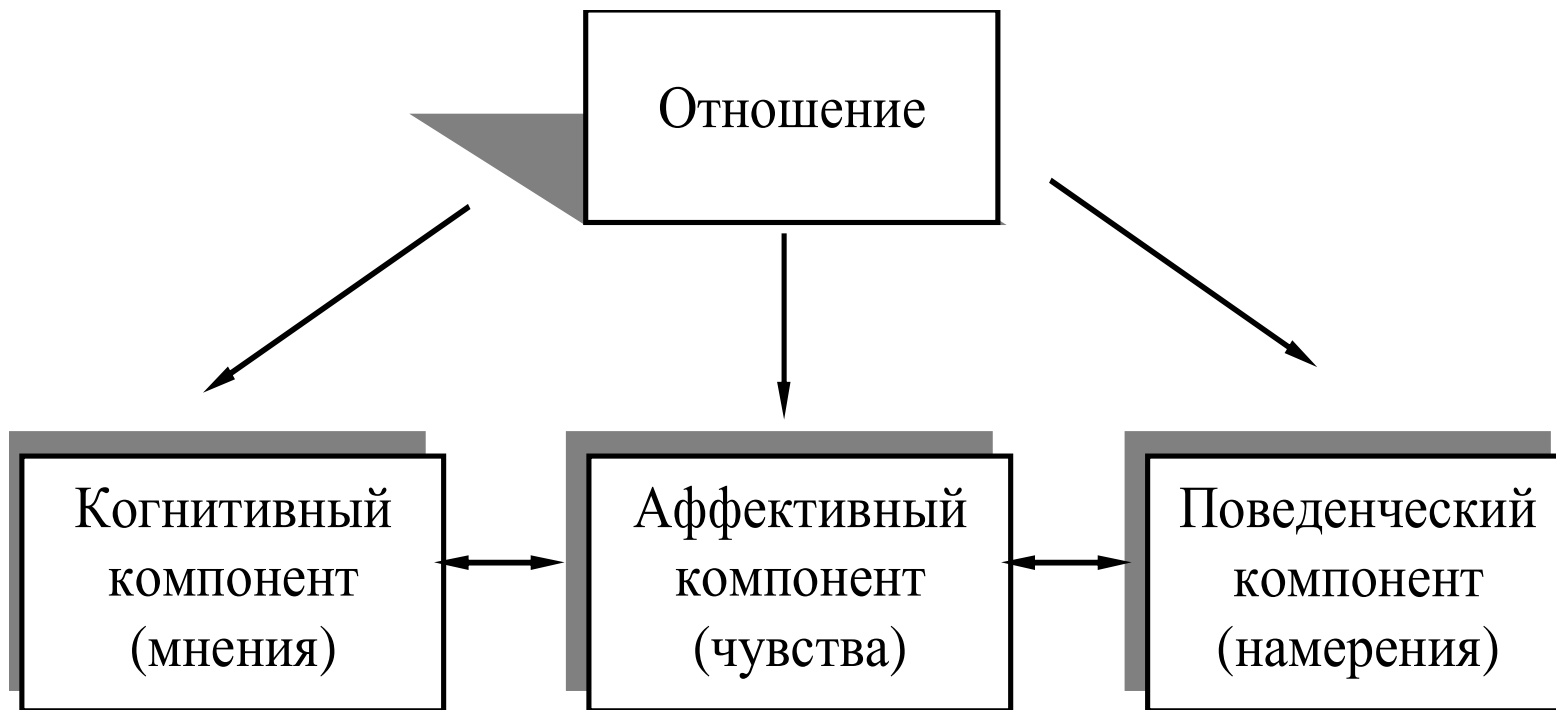 Отношение
Когнитивный
компонент
(мнения)
Аффективный
компонент
(чувства)
Поведенческий
компонент
(намерения)